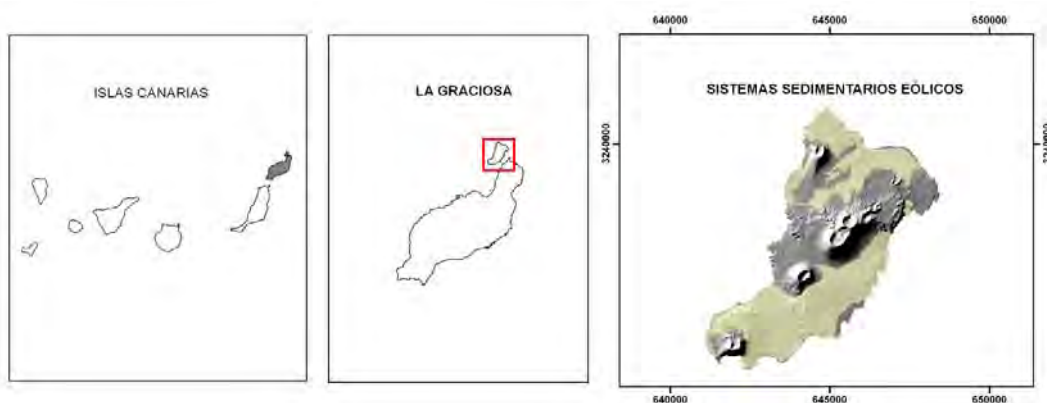 ISLAS CANARIAS
LA GRACIOSA
640000 645000 650000
SISTEMAS SEDIMENTARIOS EÓLICOS
3240000 3240000
640000 645000 650000